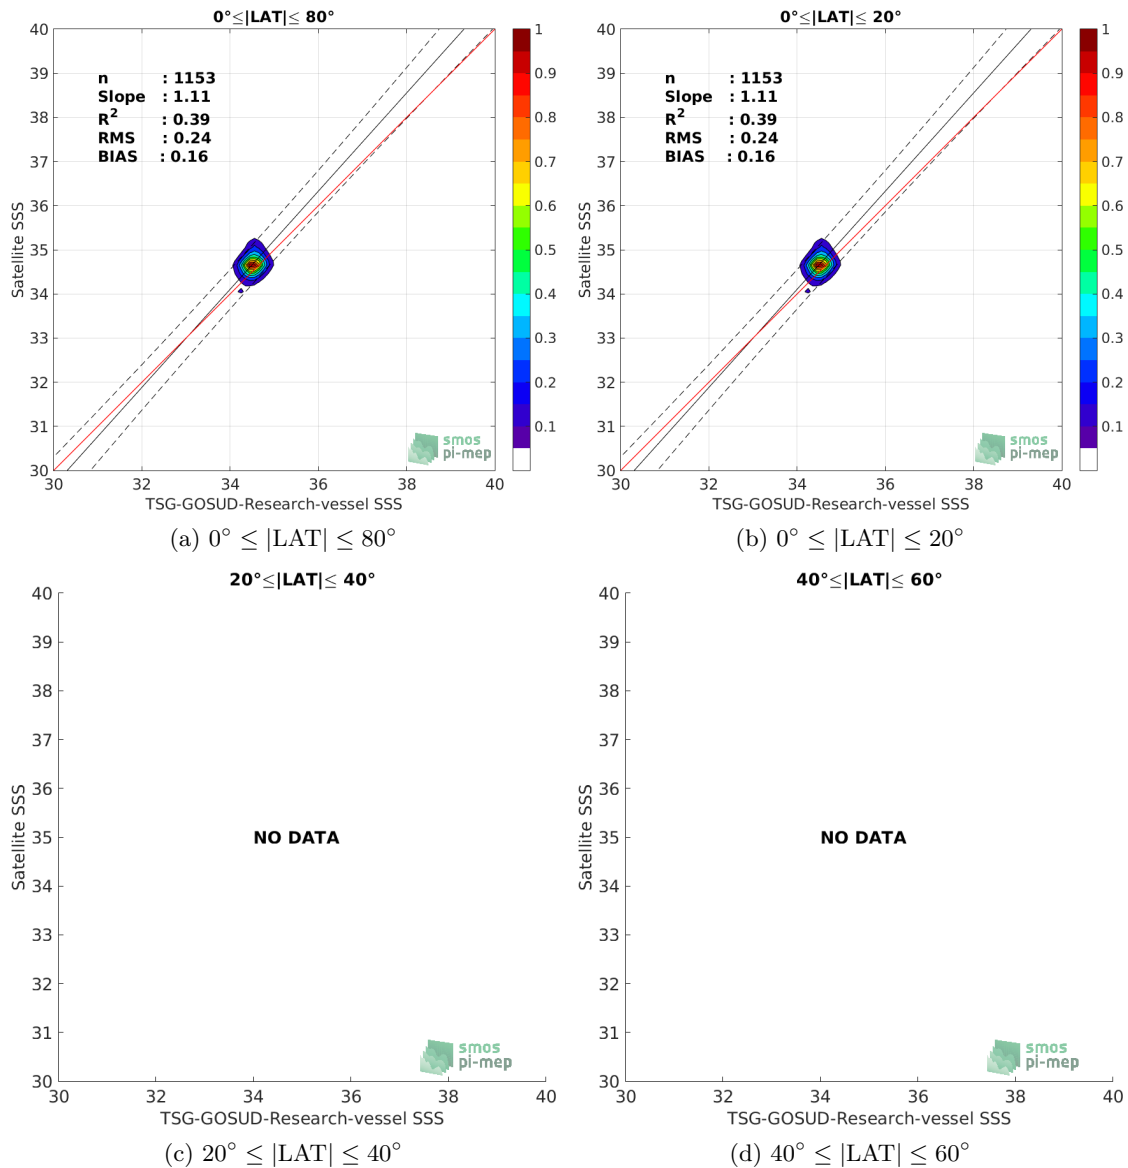 0°≤|LAT|≤ 80°
40
39
38
37
36
35
34
33
32
31
30
Satellite SSS
n : 1153
Slope : 1.11
R² : 0.39
RMS : 0.24
BIAS : 0.16
smos
pi-mep
30 32 34 36 38 40
TSG-GOSUD-Research-vessel SSS
1
0.9
0.8
0.7
0.6
0.5
0.4
0.3
0.2
0.1
(a) 0° ≤ |LAT| ≤ 80°
0°≤|LAT|≤ 20°
40
39
38
37
36
35
34
33
32
31
30
Satellite SSS
n : 1153
Slope : 1.11
R² : 0.39
RMS : 0.24
BIAS : 0.16
smos
pi-mep
30 32 34 36 38 40
TSG-GOSUD-Research-vessel SSS
1
0.9
0.8
0.7
0.6
0.5
0.4
0.3
0.2
0.1
(b) 0° ≤ |LAT| ≤ 20°
20°≤|LAT|≤ 40°
40
39
38
37
36
35
34
33
32
31
30
Satellite SSS
NO DATA
smos
pi-mep
30 32 34 36 38 40
TSG-GOSUD-Research-vessel SSS
(c) 20° ≤ |LAT| ≤ 40°
40°≤|LAT|≤ 60°
40
39
38
37
36
35
34
33
32
31
30
Satellite SSS
NO DATA
smos
pi-mep
30 32 34 36 38 40
TSG-GOSUD-Research-vessel SSS
(d) 40° ≤ |LAT| ≤ 60°